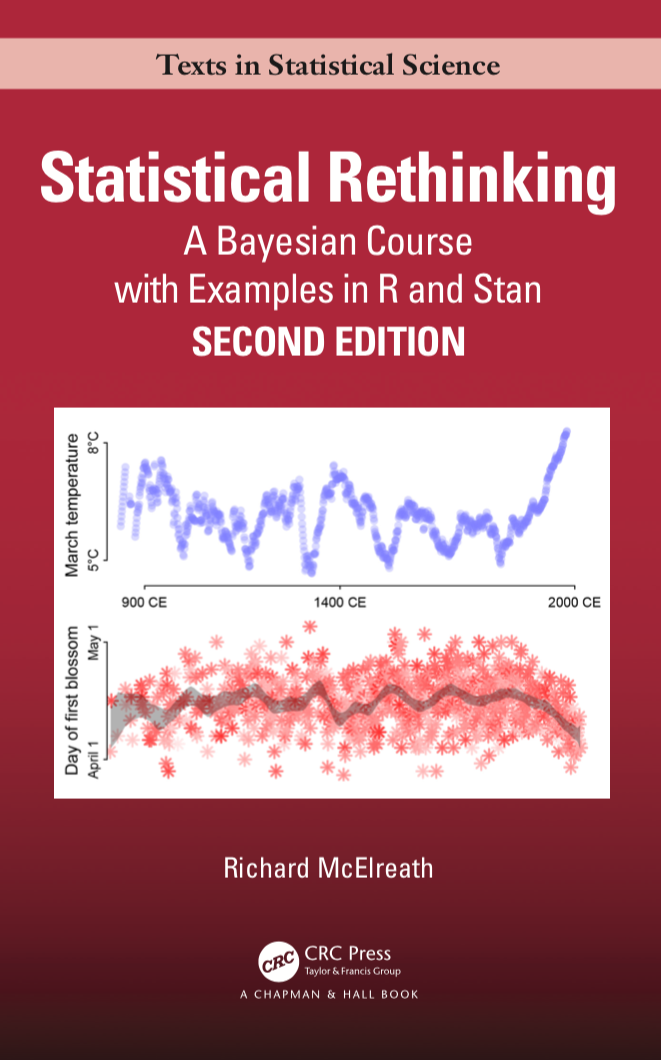 Texts in Statistical Science
Statistical Rethinking
A Bayesian Course
with Examples in R and Stan
SECOND EDITION
March temperature
8°C
5°C
900 CE
1400 CE
2000 CE
Day of first blossom
May 1
April 1
Richard McElreath
CRC
CRC Press
Taylor & Francis Group
A CHAPMAN & HALL BOOK